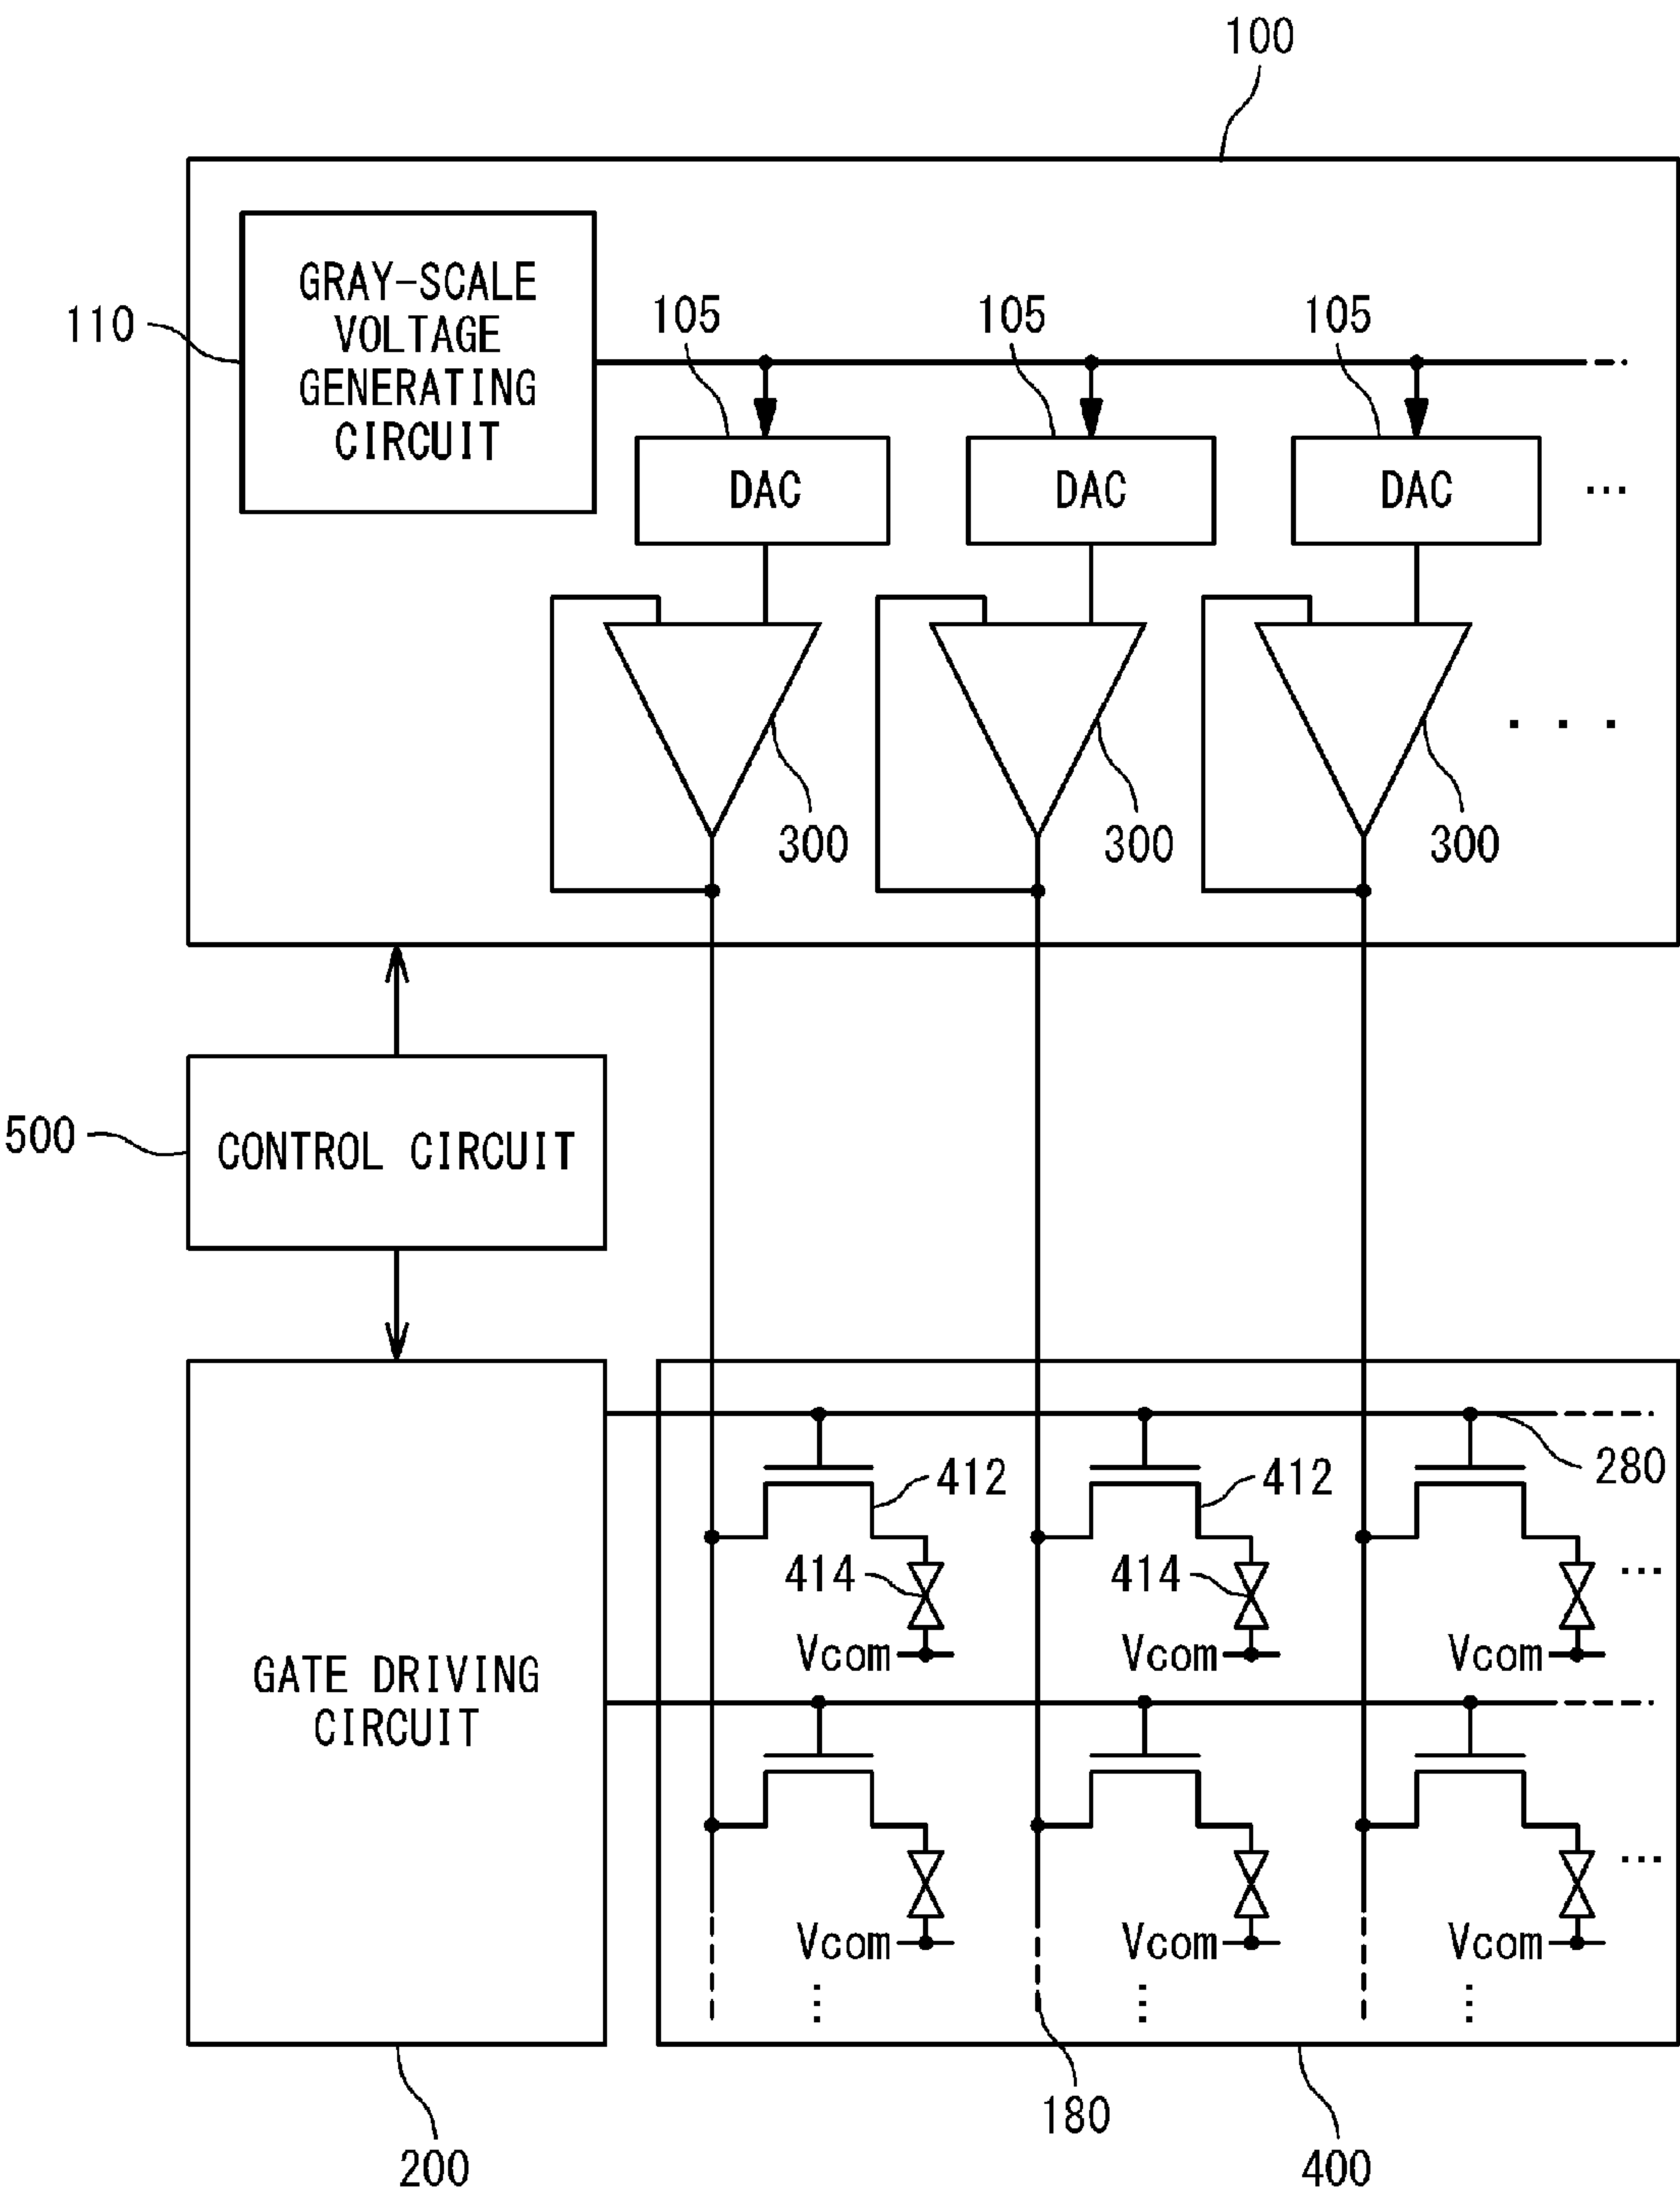 100
GRAY-SCALE
VOLTAGE
GENERATING
CIRCUIT
110
105 105 105
DAC DAC DAC ...
. . .
300 300 300
500
CONTROL CIRCUIT
280
412 412
414 414 ...
Vcom Vcom Vcom
GATE DRIVING
CIRCUIT
...
Vcom Vcom Vcom
180
200 400